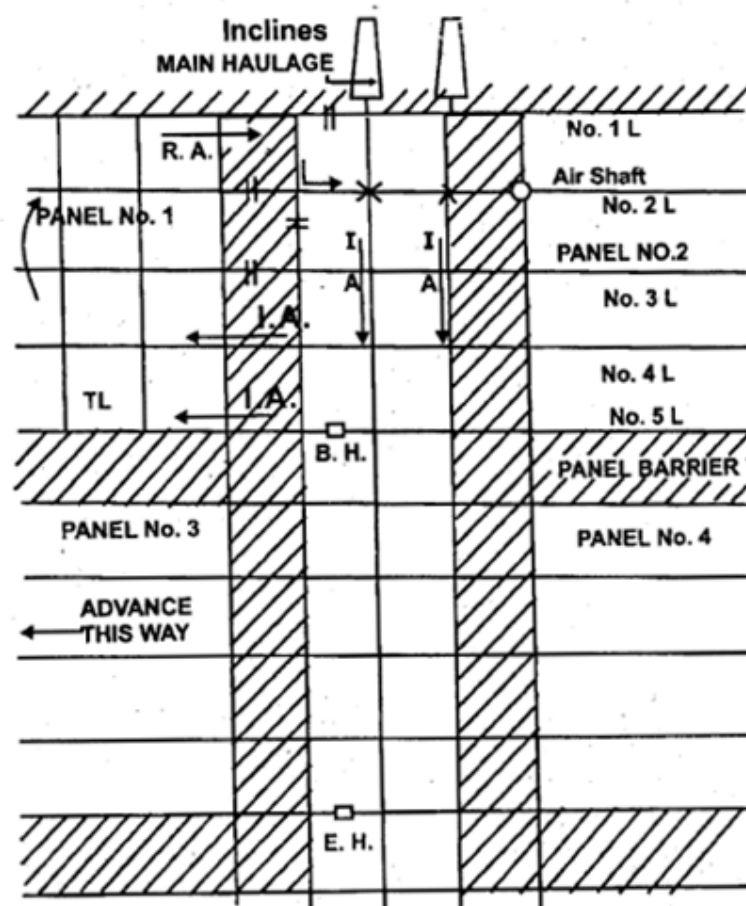 Inclines
MAIN HAULAGE
No. 1 L
R. A.
Air Shaft
No. 2 L
PANEL No. 1
I
I
PANEL NO.2
A
A
No. 3 L
I.A.
No. 4 L
TL
I.A.
No. 5 L
B. H.
PANEL BARRIER
PANEL No. 3
PANEL No. 4
ADVANCE
THIS WAY
E. H.